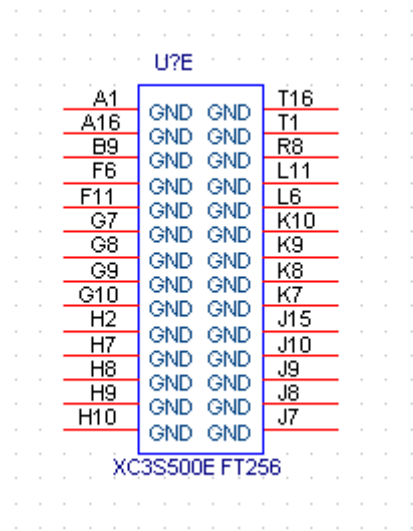 U?E
A1 GND GND T16
A16 GND GND T1
B9 GND GND R8
F6 GND GND L11
F11 GND GND L6
G7 GND GND K10
G8 GND GND K9
G9 GND GND K8
G10 GND GND K7
H2 GND GND J15
H7 GND GND J10
H8 GND GND J9
H9 GND GND J8
H10 GND GND J7
XC3S500E FT256